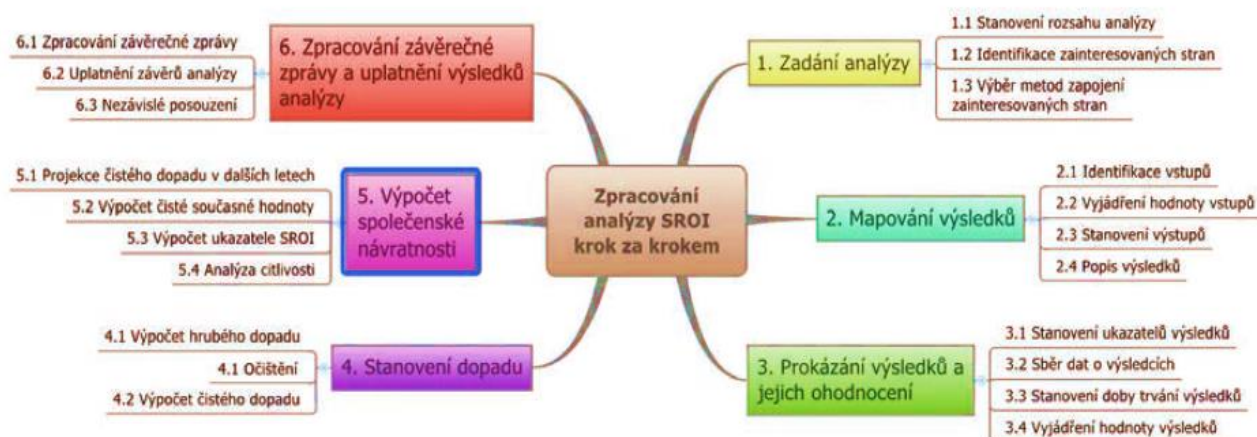 Zpracování
analýzy SROI
krok za krokem
1. Zadání analýzy
1.1 Stanovení rozsahu analýzy
1.2 Identifikace zainteresovaných stran
1.3 Výběr metod zapojení
zainteresovaných stran
2. Mapování výsledků
2.1 Identifikace vstupů
2.2 Vyjádření hodnoty vstupů
2.3 Stanovení výstupů
2.4 Popis výsledků
3. Prokázání výsledků a
jejich ohodnocení
3.1 Stanovení ukazatelů výsledků
3.2 Sběr dat o výsledcích
3.3 Stanovení doby trvání výsledků
3.4 Vyjádření hodnoty výsledků
4. Stanovení dopadu
4.1 Výpočet hrubého dopadu
4.1 Očištění
4.2 Výpočet čistého dopadu
5. Výpočet
společenské
návratnosti
5.1 Projekce čistého dopadu v dalších letech
5.2 Výpočet čisté současné hodnoty
5.3 Výpočet ukazatele SROI
5.4 Analýza citlivosti
6. Zpracování závěrečné
zprávy a uplatnění výsledků
analýzy
6.1 Zpracování závěrečné zprávy
6.2 Uplatnění závěrů analýzy
6.3 Nezávislé posouzení